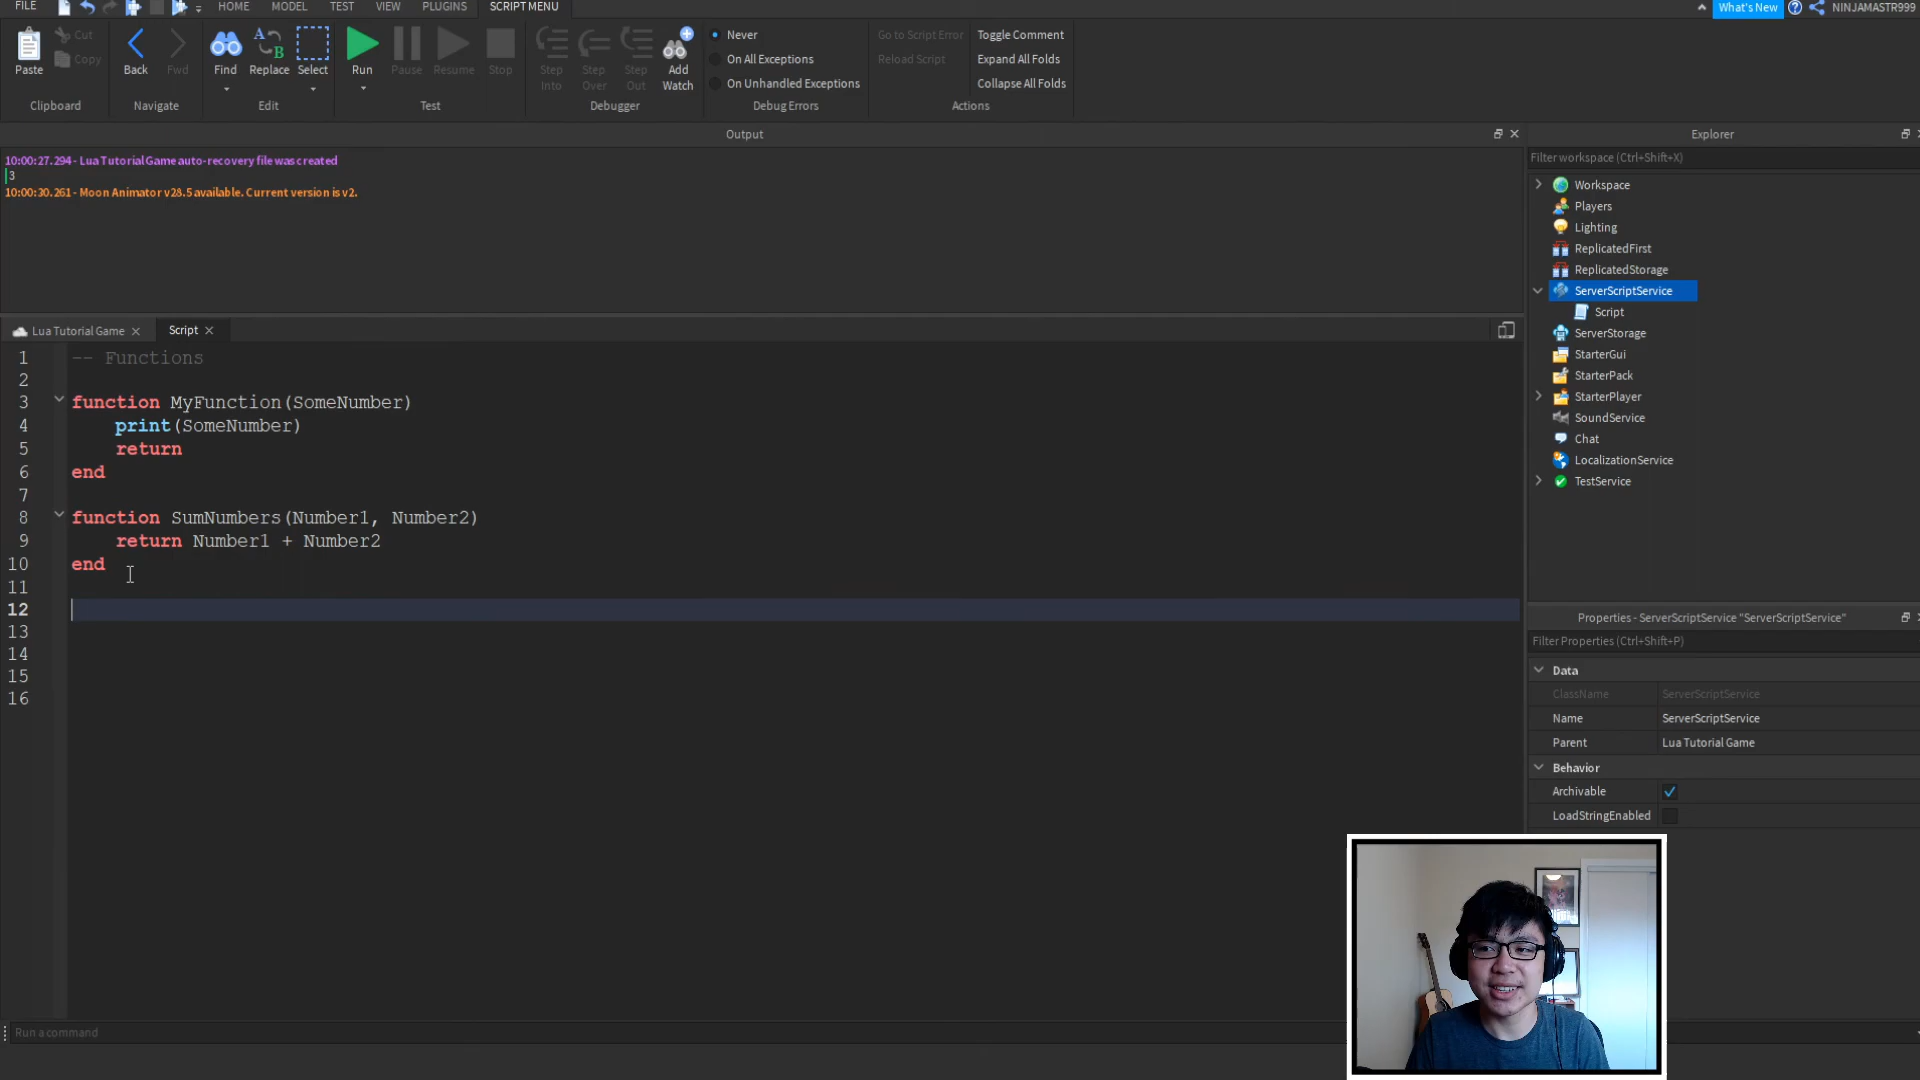 FILE
HOME
MODEL
TEST
VIEW
PLUGINS
SCRIPT MENU
What's New
NINJAMASTR999
Paste
Cut
Copy
Clipboard
Back
Fwd
Navigate
Find
Replace
Select
Edit
Run
Pause
Resume
Stop
Test
Step Into
Step Over
Step Out
Add Watch
Debugger
Never
On All Exceptions
On Unhandled Exceptions
Debug Errors
Go to Script Error
Reload Script
Toggle Comment
Expand All Folds
Collapse All Folds
Actions
Output
10:00:27.294 - Lua Tutorial Game auto-recovery file was created
3
10:00:30.261 - Moon Animator v28.5 available. Current version is v2.
Lua Tutorial Game
Script
1 -- Functions
2
3 function MyFunction(SomeNumber)
4 print(SomeNumber)
5 return
6 end
7
8 function SumNumbers(Number1, Number2)
9 return Number1 + Number2
10 end
11
12
13
14
15
16
Run a command
Explorer
Filter workspace (Ctrl+Shift+X)
Workspace
Players
Lighting
ReplicatedFirst
ReplicatedStorage
ServerScriptService
Script
ServerStorage
StarterGui
StarterPack
StarterPlayer
SoundService
Chat
LocalizationService
TestService
Properties - ServerScriptService "ServerScriptService"
Filter Properties (Ctrl+Shift+P)
Data
ClassName ServerScriptService
Name ServerScriptService
Parent Lua Tutorial Game
Behavior
Archivable
LoadStringEnabled